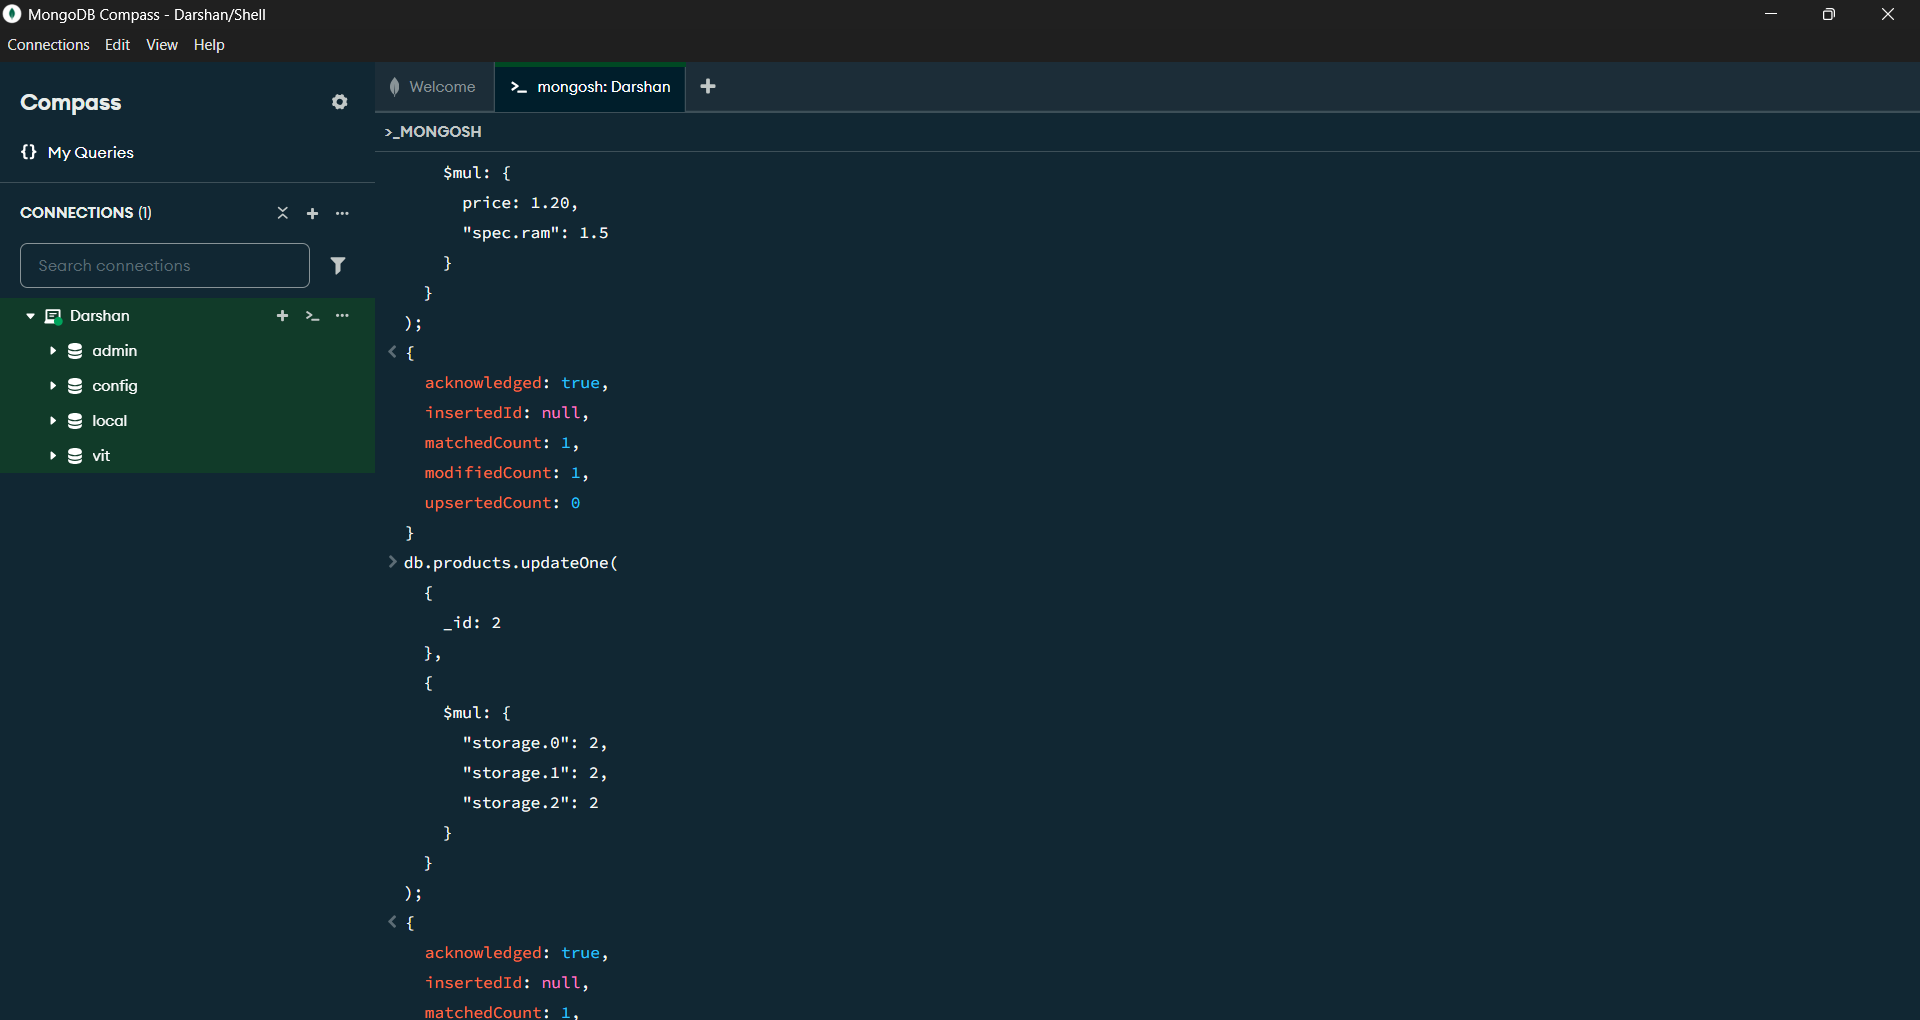 MongoDB Compass - Darshan/Shell
Connections Edit View Help
Compass
{} My Queries
CONNECTIONS (1)
Search connections
Darshan
admin
config
local
vit
Welcome
>_ mongosh: Darshan
>_MONGOSH
$mul: {
price: 1.20,
"spec.ram": 1.5
}
}
);
< {
acknowledged: true,
insertedId: null,
matchedCount: 1,
modifiedCount: 1,
upsertedCount: 0
}
> db.products.updateOne(
{
_id: 2
},
{
$mul: {
"storage.0": 2,
"storage.1": 2,
"storage.2": 2
}
}
);
< {
acknowledged: true,
insertedId: null,
matchedCount: 1,